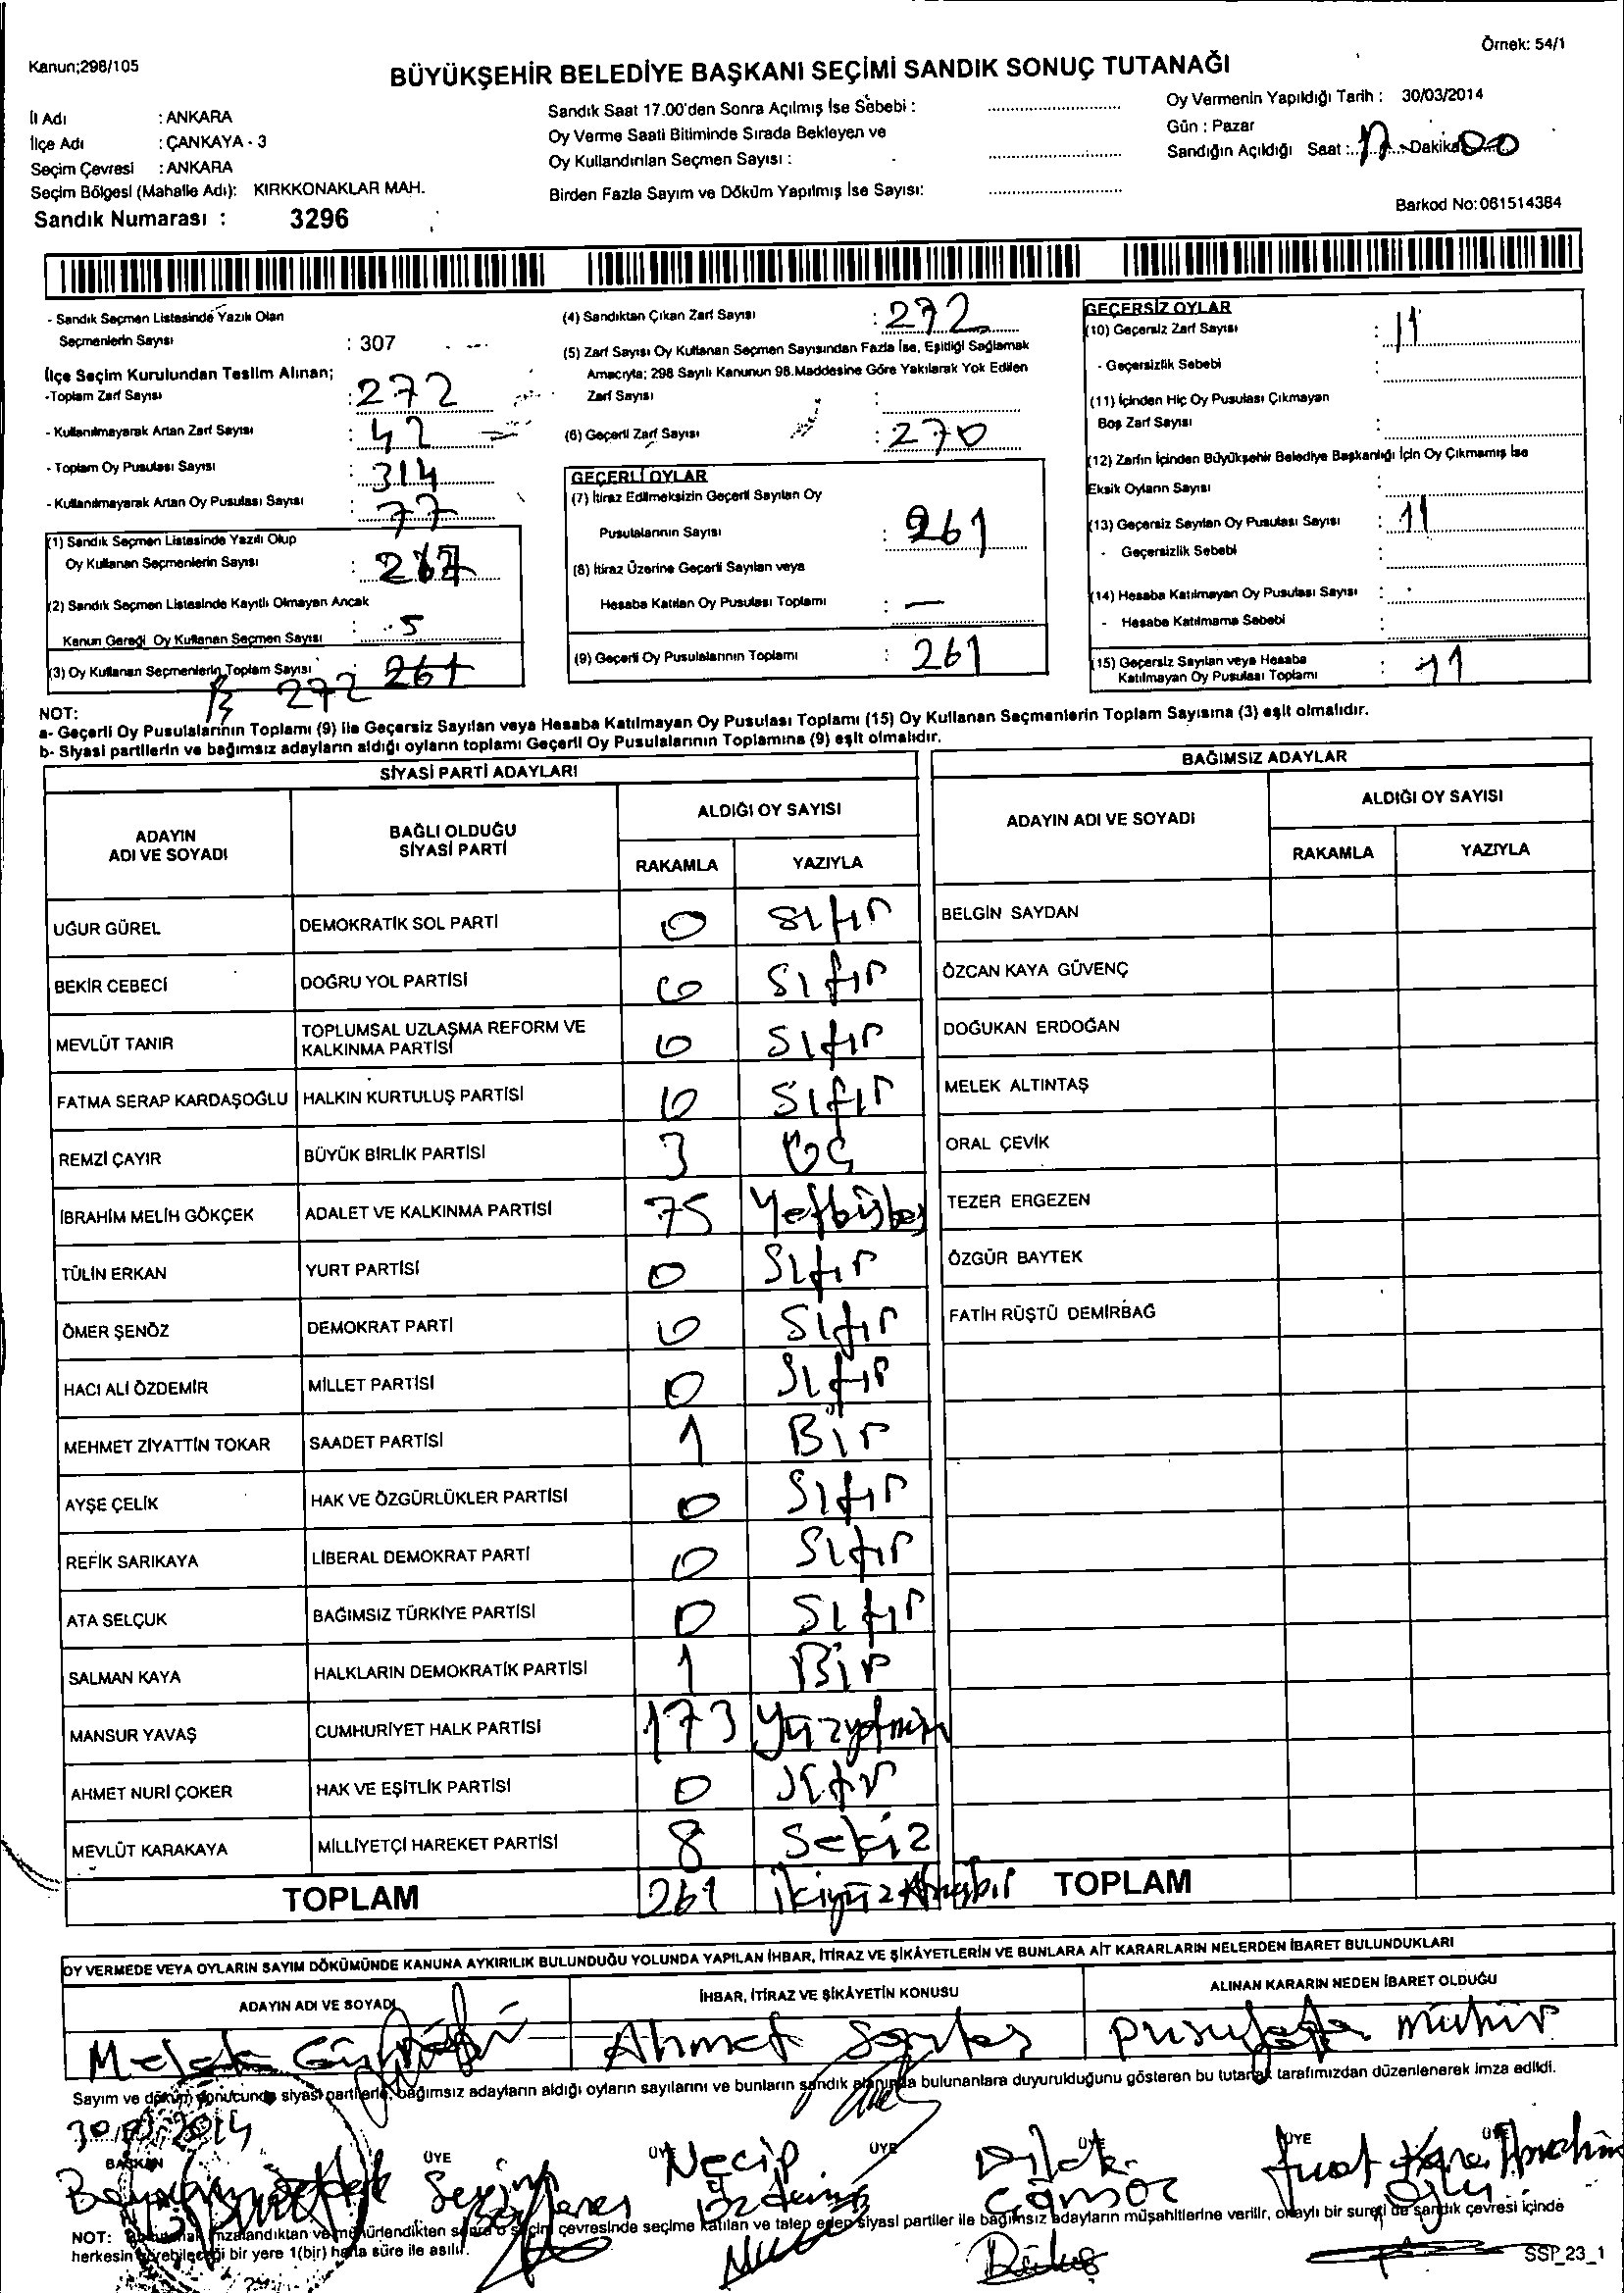 Örnek: 54/1
Kanun;298/105
BÜYÜKŞEHİR BELEDİYE BAŞKANI SEÇİMİ SANDIK SONUÇ TUTANAĞI
İl Adı : ANKARA
İlçe Adı : ÇANKAYA - 3
Seçim Çevresi : ANKARA
Seçim Bölgesi (Mahalle Adı): KIRKKONAKLAR MAH.
Sandık Numarası : 3296
Sandık Saat 17.00'den Sonra Açılmış İse Sebebi :
Oy Verme Saati Bitiminde Sırada Bekleyen ve
Oy Kullandırılan Seçmen Sayısı : -
Birden Fazla Sayım ve Döküm Yapılmış İse Sayısı:
Oy Vermenin Yapıldığı Tarih : 30/03/2014
Gün : Pazar
Sandığın Açıldığı Saat : 17 - Dakika 00
Barkod No:061514384
- Sandık Seçmen Listesinde Yazılı Olan
Seçmenlerin Sayısı : 307
İlçe Seçim Kurulundan Teslim Alınan;
-Toplam Zarf Sayısı : 272
- Kullanılmayarak Artan Zarf Sayısı : 42
- Toplam Oy Pusulası Sayısı : 314
- Kullanılmayarak Artan Oy Pusulası Sayısı : 77
(1) Sandık Seçmen Listesinde Yazılı Olup
Oy Kullanan Seçmenlerin Sayısı : 267
(2) Sandık Seçmen Listesinde Kayıtlı Olmayan Ancak
Kanun Gereği Oy Kullanan Seçmen Sayısı : 5
(3) Oy Kullanan Seçmenlerin Toplam Sayısı : 261
272
(4) Sandıktan Çıkan Zarf Sayısı : 272
(5) Zarf Sayısı Oy Kullanan Seçmen Sayısından Fazla İse, Eşitliği Sağlamak
Amacıyla; 298 Sayılı Kanunun 98.Maddesine Göre Yakılarak Yok Edilen
Zarf Sayısı :
(6) Geçerli Zarf Sayısı : 270
GEÇERLİ OYLAR
(7) İtiraz Edilmeksizin Geçerli Sayılan Oy
Pusulalarının Sayısı : 261
(8) İtiraz Üzerine Geçerli Sayılan veya
Hesaba Katılan Oy Pusulası Toplamı : —
(9) Geçerli Oy Pusulalarının Toplamı : 261
GEÇERSİZ OYLAR
(10) Geçersiz Zarf Sayısı : 11
- Geçersizlik Sebebi :
(11) İçinden Hiç Oy Pusulası Çıkmayan
Boş Zarf Sayısı :
(12) Zarfın İçinden Büyükşehir Belediye Başkanlığı İçin Oy Çıkmamış İse
Eksik Oyların Sayısı :
(13) Geçersiz Sayılan Oy Pusulası Sayısı : 11
- Geçersizlik Sebebi :
(14) Hesaba Katılmayan Oy Pusulası Sayısı :
- Hesaba Katılmama Sebebi :
(15) Geçersiz Sayılan veya Hesaba
Katılmayan Oy Pusulası Toplamı : 11
NOT:
a- Geçerli Oy Pusulalarının Toplamı (9) ile Geçersiz Sayılan veya Hesaba Katılmayan Oy Pusulası Toplamı (15) Oy Kullanan Seçmenlerin Toplam Sayısına (3) eşit olmalıdır.
b- Siyasi partilerin ve bağımsız adayların aldığı oyların toplamı Geçerli Oy Pusulalarının Toplamına (9) eşit olmalıdır.
SİYASİ PARTİ ADAYLARI
ADAYIN ADI VE SOYADI BAĞLI OLDUĞU SİYASİ PARTİ ALDIĞI OY SAYISI
RAKAMLA YAZIYLA
UĞUR GÜREL DEMOKRATİK SOL PARTİ 0 Sıfır
BEKİR CEBECİ DOĞRU YOL PARTİSİ 0 Sıfır
MEVLÜT TANIR TOPLUMSAL UZLAŞMA REFORM VE KALKINMA PARTİSİ 0 Sıfır
FATMA SERAP KARDAŞOĞLU HALKIN KURTULUŞ PARTİSİ 0 Sıfır
REMZİ ÇAYIR BÜYÜK BİRLİK PARTİSİ 3 üç
İBRAHİM MELİH GÖKÇEK ADALET VE KALKINMA PARTİSİ 75
TÜLİN ERKAN YURT PARTİSİ 0 Sıfır
ÖMER ŞENÖZ DEMOKRAT PARTİ 0 Sıfır
HACI ALİ ÖZDEMİR MİLLET PARTİSİ 0 Sıfır
MEHMET ZİYATTİN TOKAR SAADET PARTİSİ 1 Bir
AYŞE ÇELİK HAK VE ÖZGÜRLÜKLER PARTİSİ 0 Sıfır
REFİK SARIKAYA LİBERAL DEMOKRAT PARTİ 0 Sıfır
ATA SELÇUK BAĞIMSIZ TÜRKİYE PARTİSİ 0 Sıfır
SALMAN KAYA HALKLARIN DEMOKRATİK PARTİSİ 1 Bir
MANSUR YAVAŞ CUMHURİYET HALK PARTİSİ 173
AHMET NURİ ÇOKER HAK VE EŞİTLİK PARTİSİ 0 Sıfır
MEVLÜT KARAKAYA MİLLİYETÇİ HAREKET PARTİSİ 8 Sekiz
TOPLAM 261 ikiyüzAtmışbir
BAĞIMSIZ ADAYLAR
ADAYIN ADI VE SOYADI ALDIĞI OY SAYISI
RAKAMLA YAZIYLA
BELGİN SAYDAN
ÖZCAN KAYA GÜVENÇ
DOĞUKAN ERDOĞAN
MELEK ALTINTAŞ
ORAL ÇEVİK
TEZER ERGEZEN
ÖZGÜR BAYTEK
FATİH RÜŞTÜ DEMİRBAĞ
TOPLAM
OY VERMEDE VEYA OYLARIN SAYIM DÖKÜMÜNDE KANUNA AYKIRILIK BULUNDUĞU YOLUNDA YAPILAN İHBAR, İTİRAZ VE ŞİKÂYETLERİN VE BUNLARA AİT KARARLARIN NELERDEN İBARET BULUNDUKLARI
ADAYIN ADI VE SOYADI İHBAR, İTİRAZ VE ŞİKÂYETİN KONUSU ALINAN KARARIN NEDEN İBARET OLDUĞU
Melek Ahmet mühür
Sayım ve döküm sonucunda siyasi partilerle, bağımsız adayların aldığı oyların sayılarını ve bunların sandık alanında bulunanlara duyurulduğunu gösteren bu tutanak tarafımızdan düzenlenerek imza edildi.
2014
BAŞKAN ÜYE ÜYE ÜYE ÜYE ÜYE ÜYE
Necip Dilek Fuat Kara İbrahim
NOT: Bu tutanak imzalandıktan ve mühürlendikten sonra o seçim çevresinde seçime katılan ve talep eden siyasi partiler ile bağımsız adayların müşahitlerine verilir, onaylı bir sureti de sandık çevresi içinde
herkesin görebileceği bir yere 1(bir) hafta süre ile asılır.
SSI_23_1